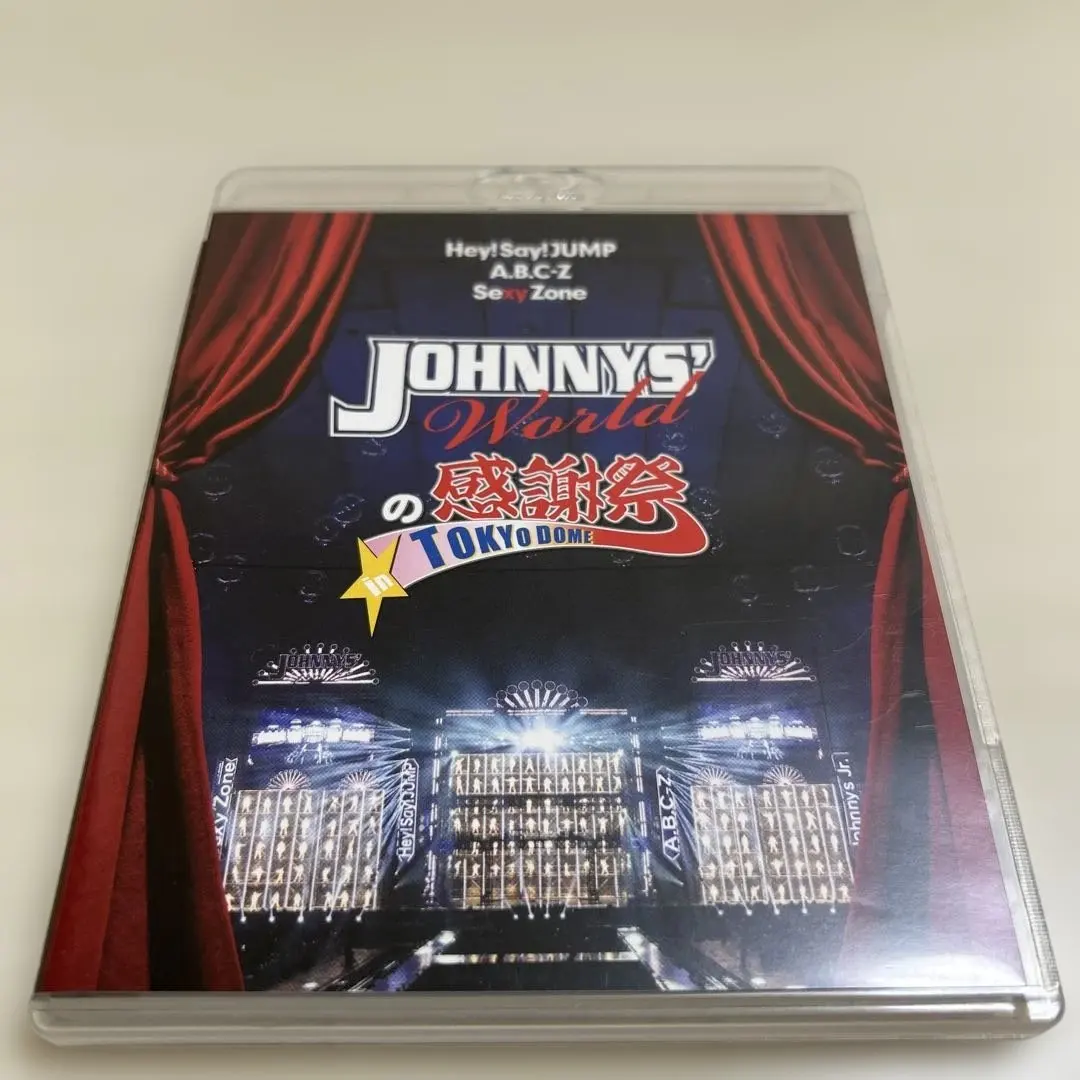 Hey! Say! JUMP
A.B.C-Z
Sexy Zone
JOHNNYS'
World
の感謝祭
in TOKYO DOME
JOHNNYS'
JOHNNYS'
Sexy Zone
Hey! Say! JUMP
A.B.C-Z
Johnnys Jr.